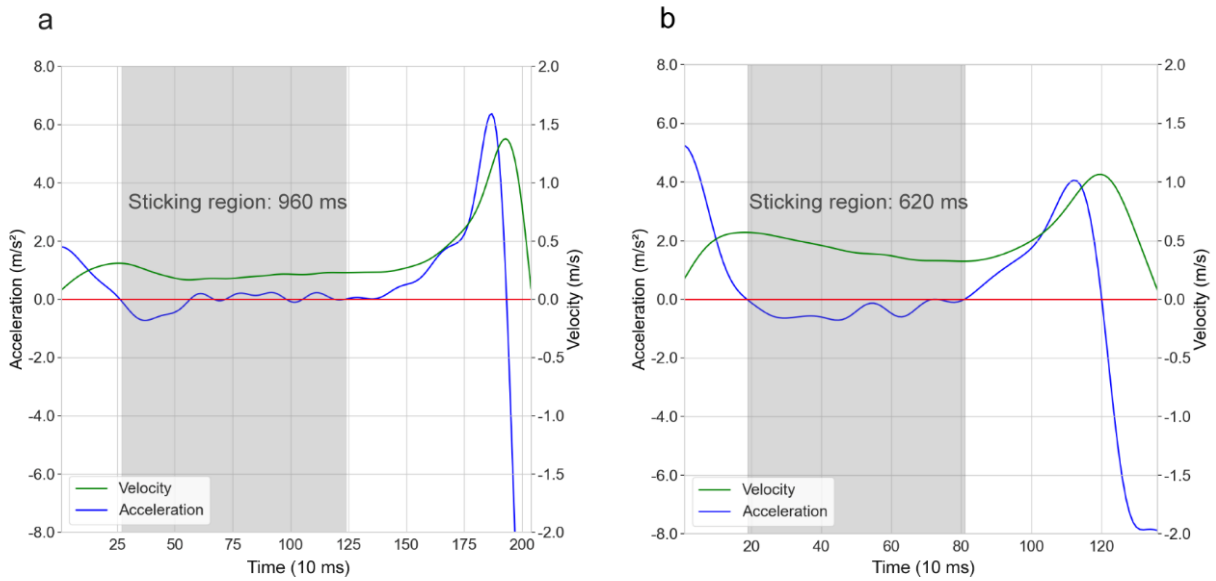 a
8.0
6.0
4.0
2.0
0.0
-2.0
-4.0
-6.0
-8.0
Acceleration (m/s²)
2.0
1.5
1.0
0.5
0.0
-0.5
-1.0
-1.5
-2.0
Velocity (m/s)
Sticking region: 960 ms
Velocity
Acceleration
25 50 75 100 125 150 175 200
Time (10 ms)
b
8.0
6.0
4.0
2.0
0.0
-2.0
-4.0
-6.0
-8.0
Acceleration (m/s²)
2.0
1.5
1.0
0.5
0.0
-0.5
-1.0
-1.5
-2.0
Velocity (m/s)
Sticking region: 620 ms
Velocity
Acceleration
20 40 60 80 100 120
Time (10 ms)